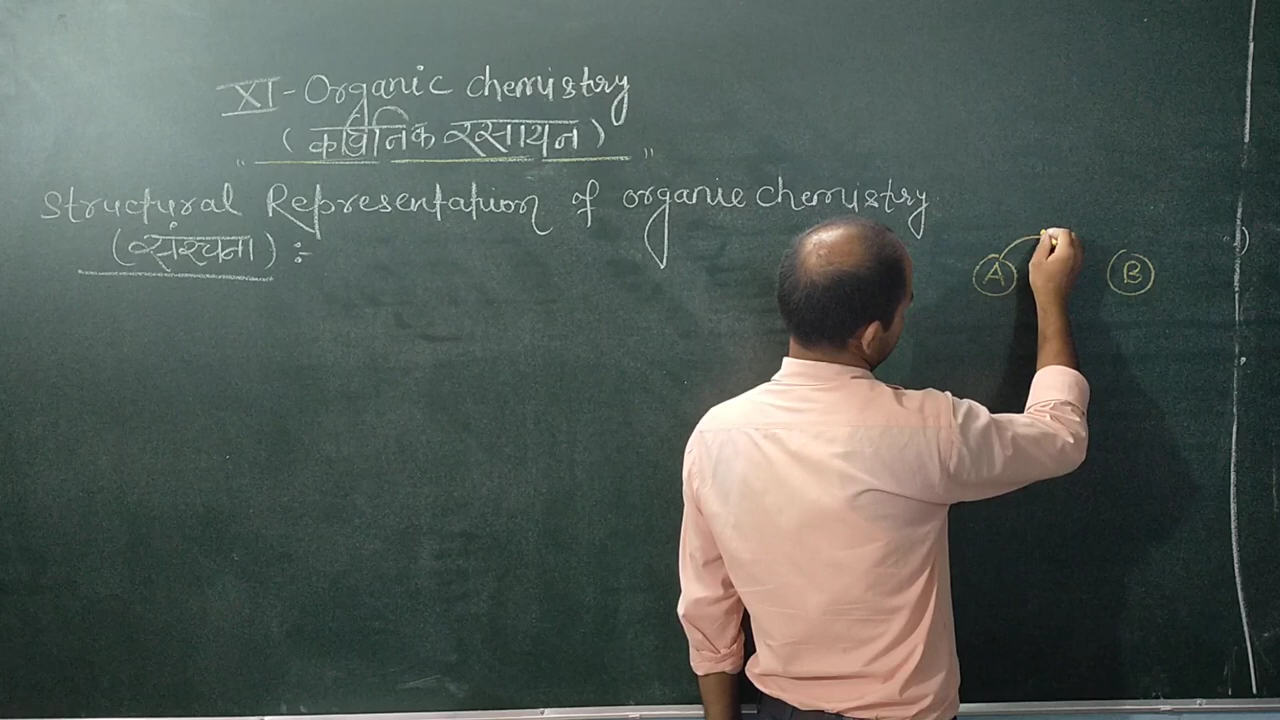 XI - Organic chemistry
( कार्बनिक रसायन )
Structural Representation of organic chemistry
(संरचना) :-
A B